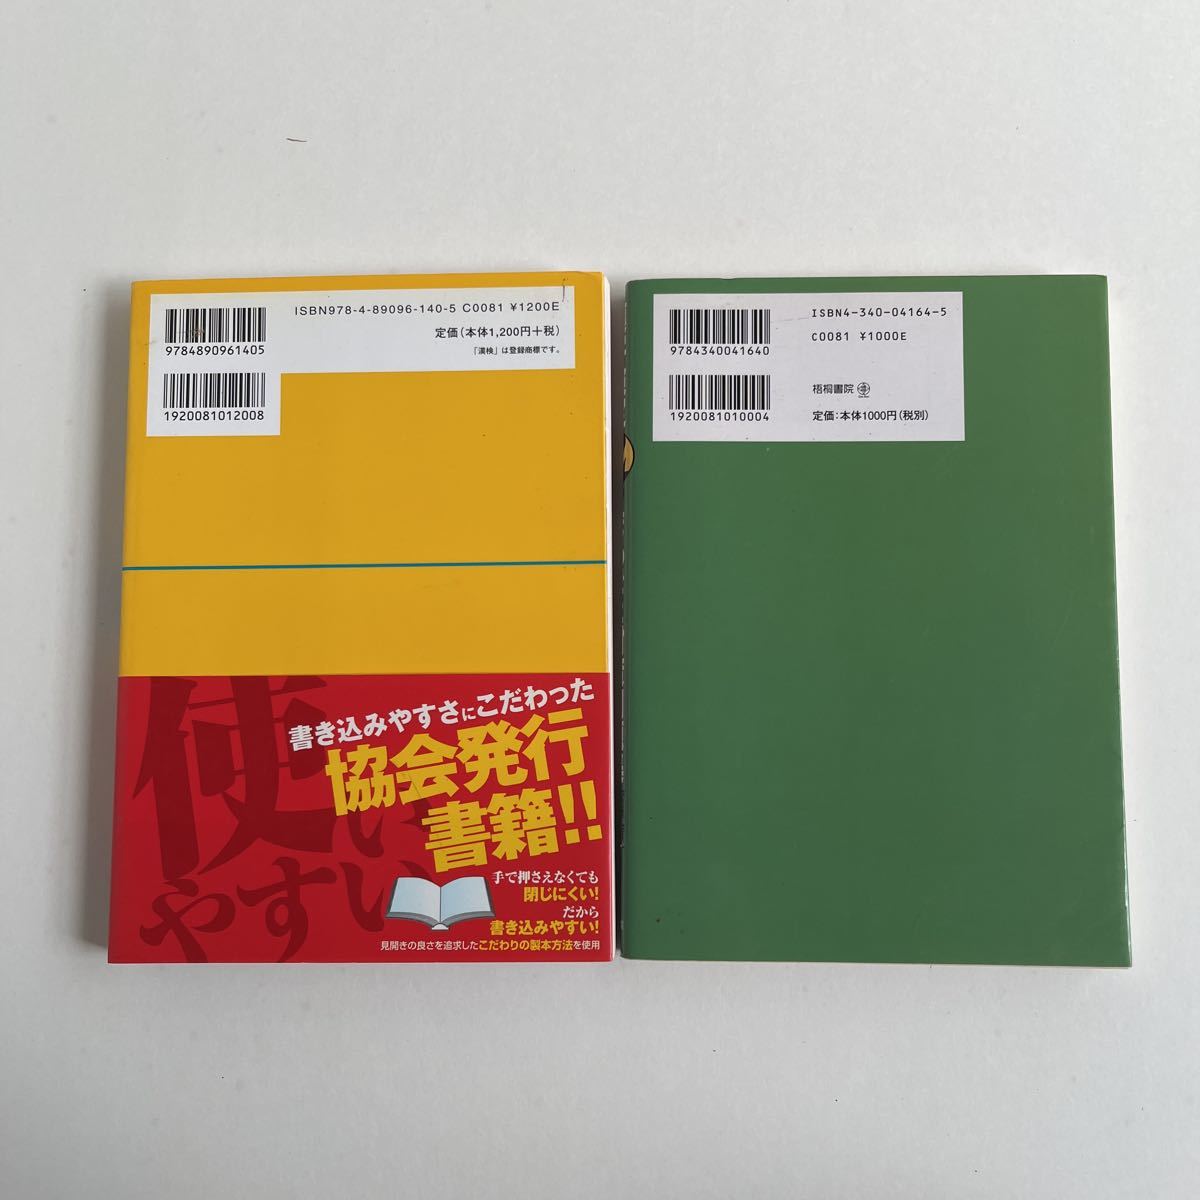 ISBN978-4-89096-140-5 C0081 ¥1200E
定価(本体1,200円+税)
「漢検」は登録商標です。
9784890961405
1920081012008
使い
やすい
書き込みやすさにこだわった
協会発行
書籍!!
手で押さえなくても
閉じにくい!
だから
書き込みやすい!
見開きの良さを追求したこだわりの製本方法を使用
ISBN4-340-04164-5
C0081 ¥1000E
9784340041640
梧桐書院
1920081010004
定価:本体1000円(税別)